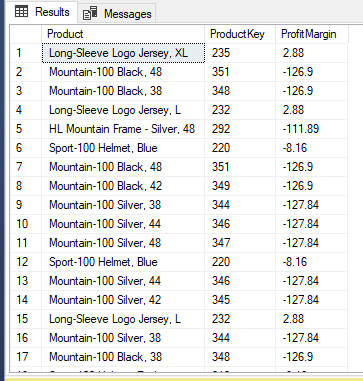 Results Messages
Product ProductKey ProfitMargin
1 Long-Sleeve Logo Jersey, XL 235 2.88
2 Mountain-100 Black, 48 351 -126.9
3 Mountain-100 Black, 38 348 -126.9
4 Long-Sleeve Logo Jersey, L 232 2.88
5 HL Mountain Frame - Silver, 48 292 -111.89
6 Sport-100 Helmet, Blue 220 -8.16
7 Mountain-100 Black, 48 351 -126.9
8 Mountain-100 Black, 42 349 -126.9
9 Mountain-100 Silver, 38 344 -127.84
10 Mountain-100 Silver, 44 346 -127.84
11 Mountain-100 Silver, 48 347 -127.84
12 Sport-100 Helmet, Blue 220 -8.16
13 Mountain-100 Silver, 44 346 -127.84
14 Mountain-100 Silver, 42 345 -127.84
15 Long-Sleeve Logo Jersey, L 232 2.88
16 Mountain-100 Silver, 38 344 -127.84
17 Mountain-100 Black, 38 348 -126.9